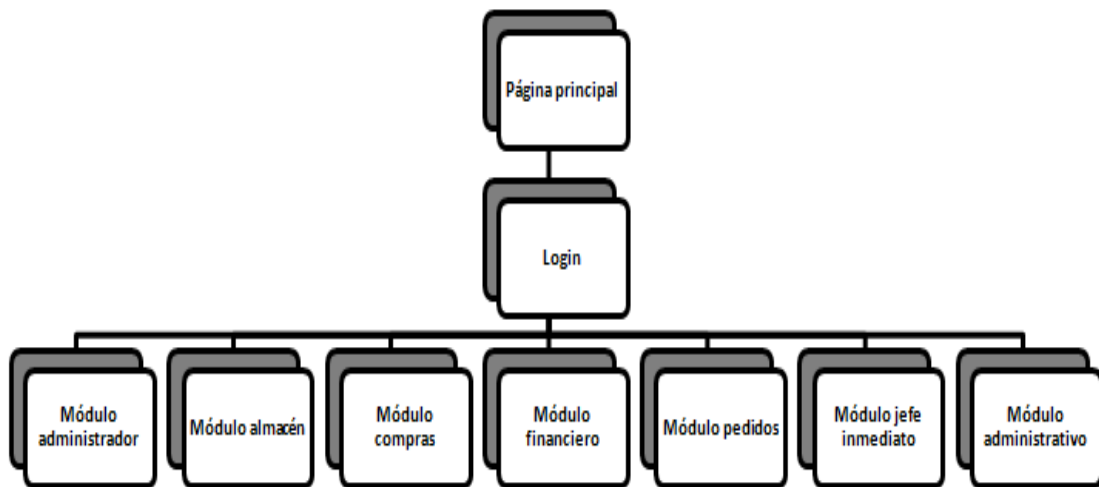 Página principal
Login
Módulo
administrador
Módulo almacén
Módulo
compras
Módulo
financiero
Módulo pedidos
Módulo jefe
inmediato
Módulo
administrativo